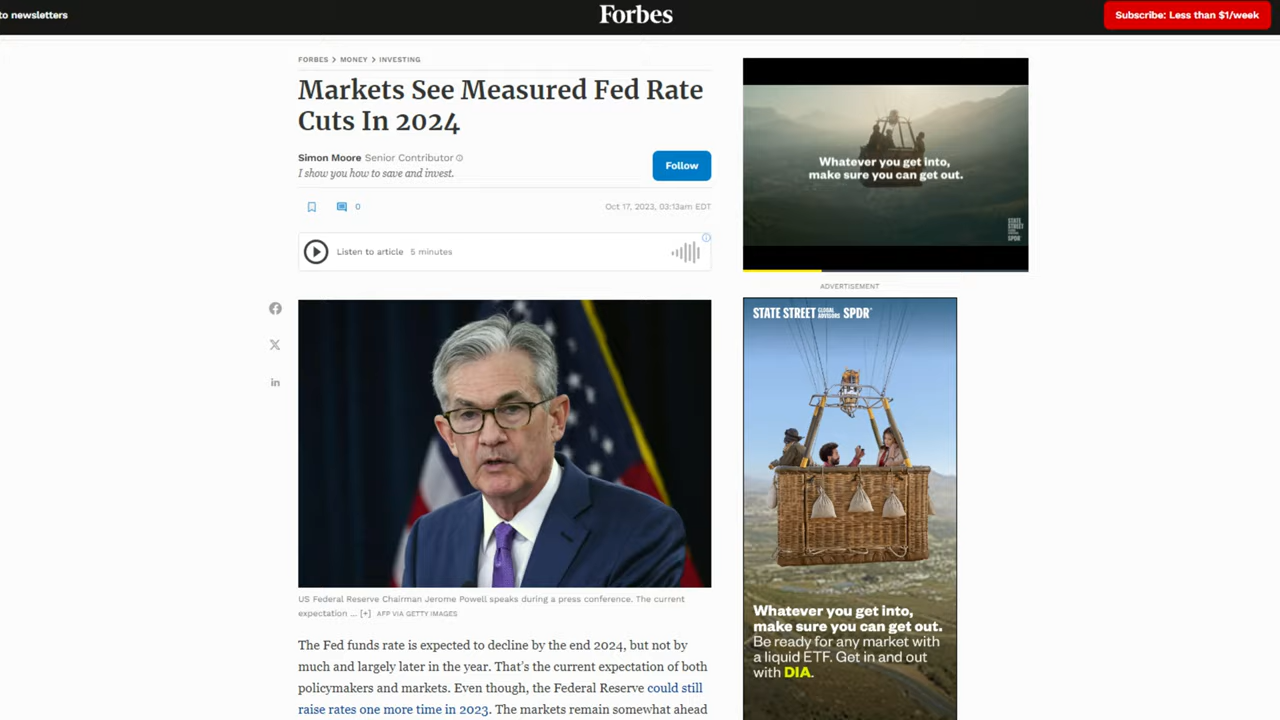 to newsletters
Forbes
Subscribe: Less than $1/week
FORBES > MONEY > INVESTING
Markets See Measured Fed Rate
Cuts In 2024
Simon Moore Senior Contributor
I show you how to save and invest.
Follow
0
Oct 17, 2023, 03:13am EDT
Listen to article 5 minutes
US Federal Reserve Chairman Jerome Powell speaks during a press conference. The current
expectation ... [+] AFP VIA GETTY IMAGES
The Fed funds rate is expected to decline by the end 2024, but not by
much and largely later in the year. That's the current expectation of both
policymakers and markets. Even though, the Federal Reserve could still
raise rates one more time in 2023. The markets remain somewhat ahead
Whatever you get into,
make sure you can get out.
STATE
STREET
SPDR
ADVERTISEMENT
STATE STREET GLOBAL ADVISORS SPDR®
Whatever you get into,
make sure you can get out.
Be ready for any market with
a liquid ETF. Get in and out
with DIA.